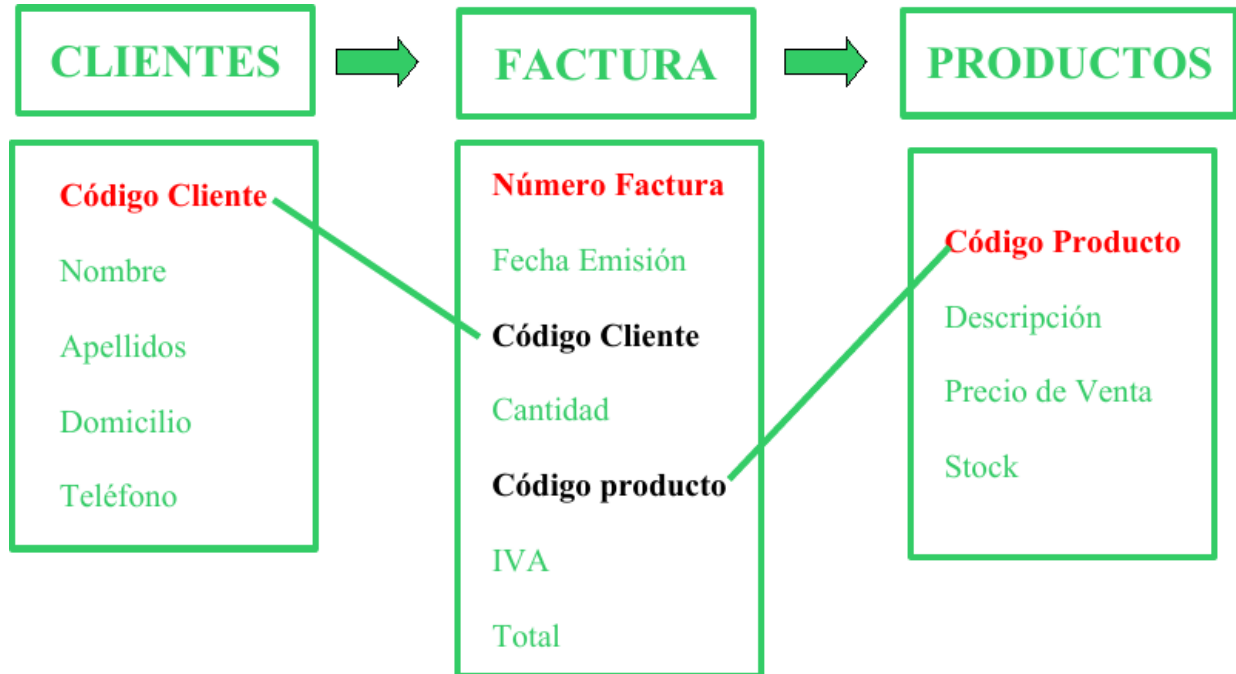 CLIENTES
Código Cliente
Nombre
Apellidos
Domicilio
Teléfono
FACTURA
Número Factura
Fecha Emisión
Código Cliente
Cantidad
Código producto
IVA
Total
PRODUCTOS
Código Producto
Descripción
Precio de Venta
Stock